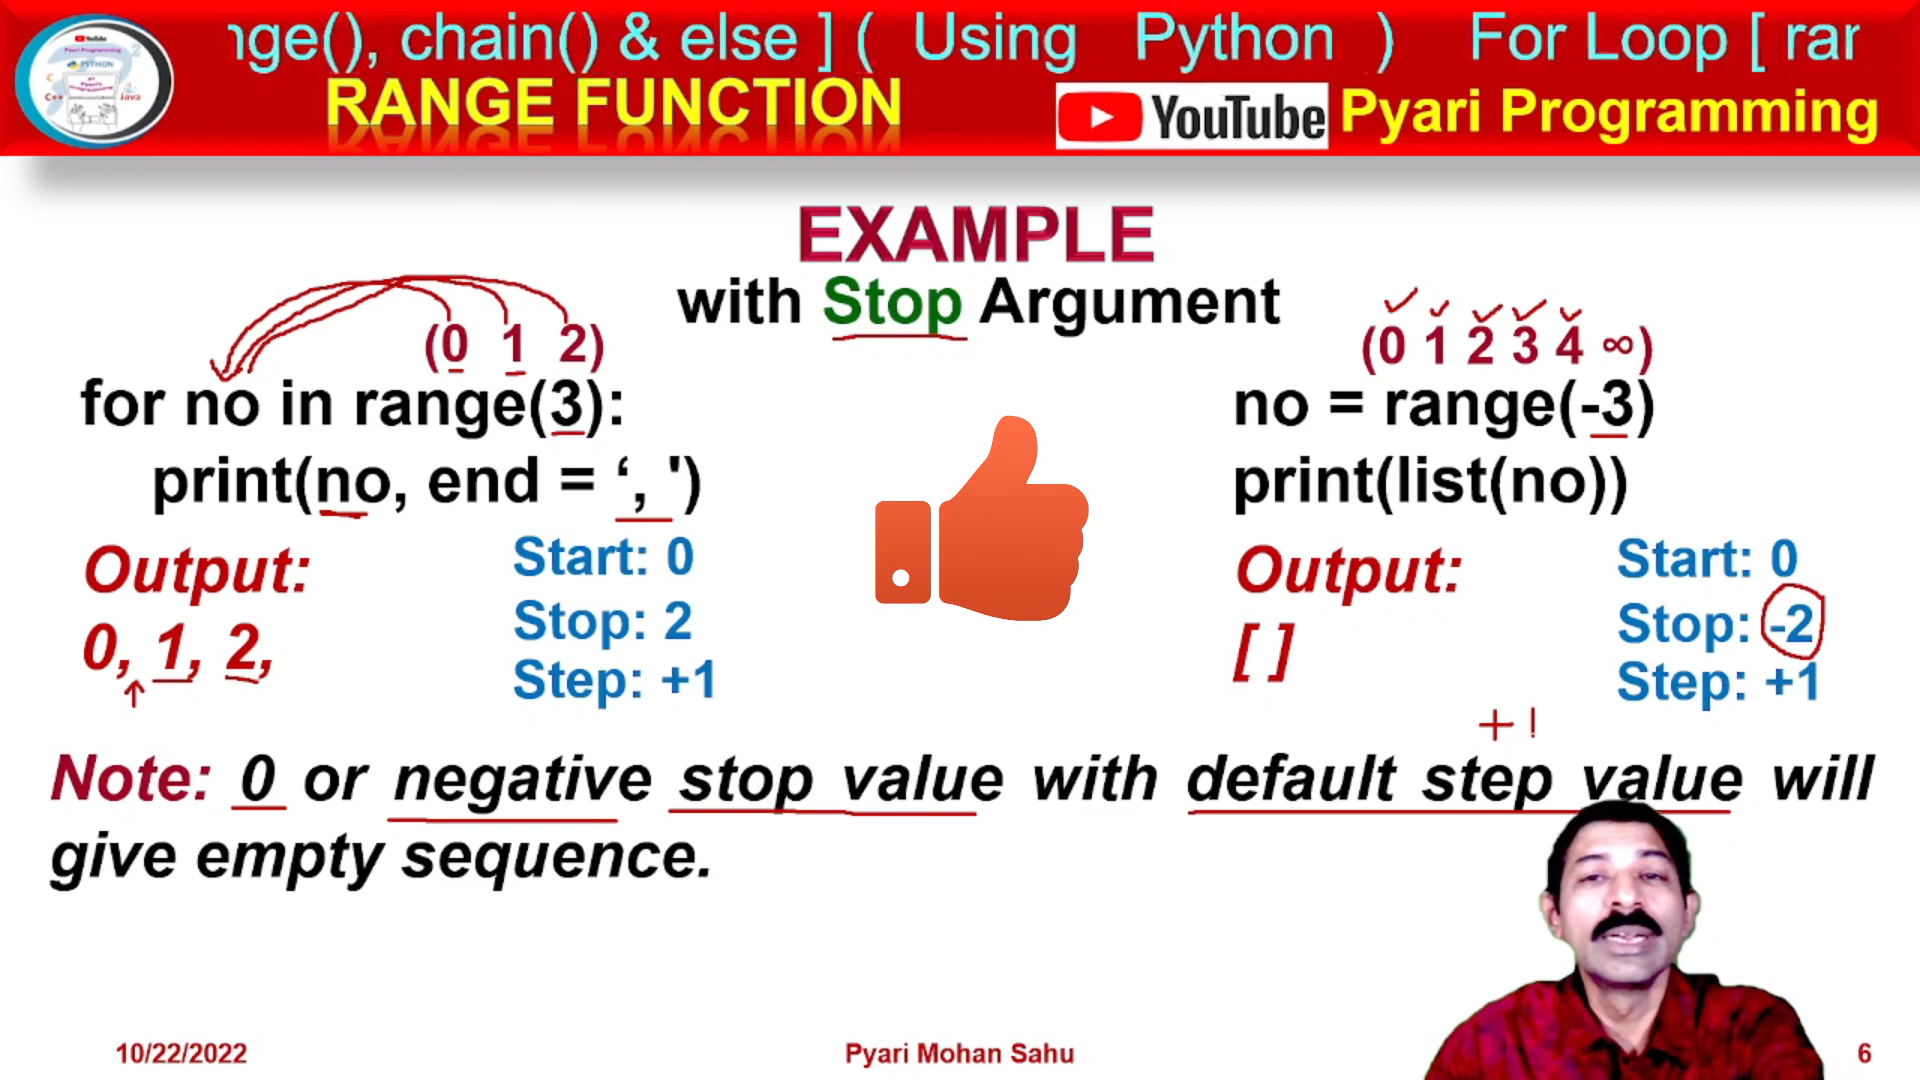 nge(), chain() & else ] ( Using Python ) For Loop [ rar
RANGE FUNCTION
YouTube Pyari Programming
YouTube
PYTHON
C
C++
Java
EXAMPLE
with Stop Argument
(0 1 2)
for no in range(3):
print(no, end = ‘, ')
Output:
0, 1, 2,
Start: 0
Stop: 2
Step: +1
(0 1 2 3 4 ∞)
no = range(-3)
print(list(no))
Output:
[ ]
Start: 0
Stop: -2
Step: +1
+1
Note: 0 or negative stop value with default step value will
give empty sequence.
10/22/2022
Pyari Mohan Sahu
6